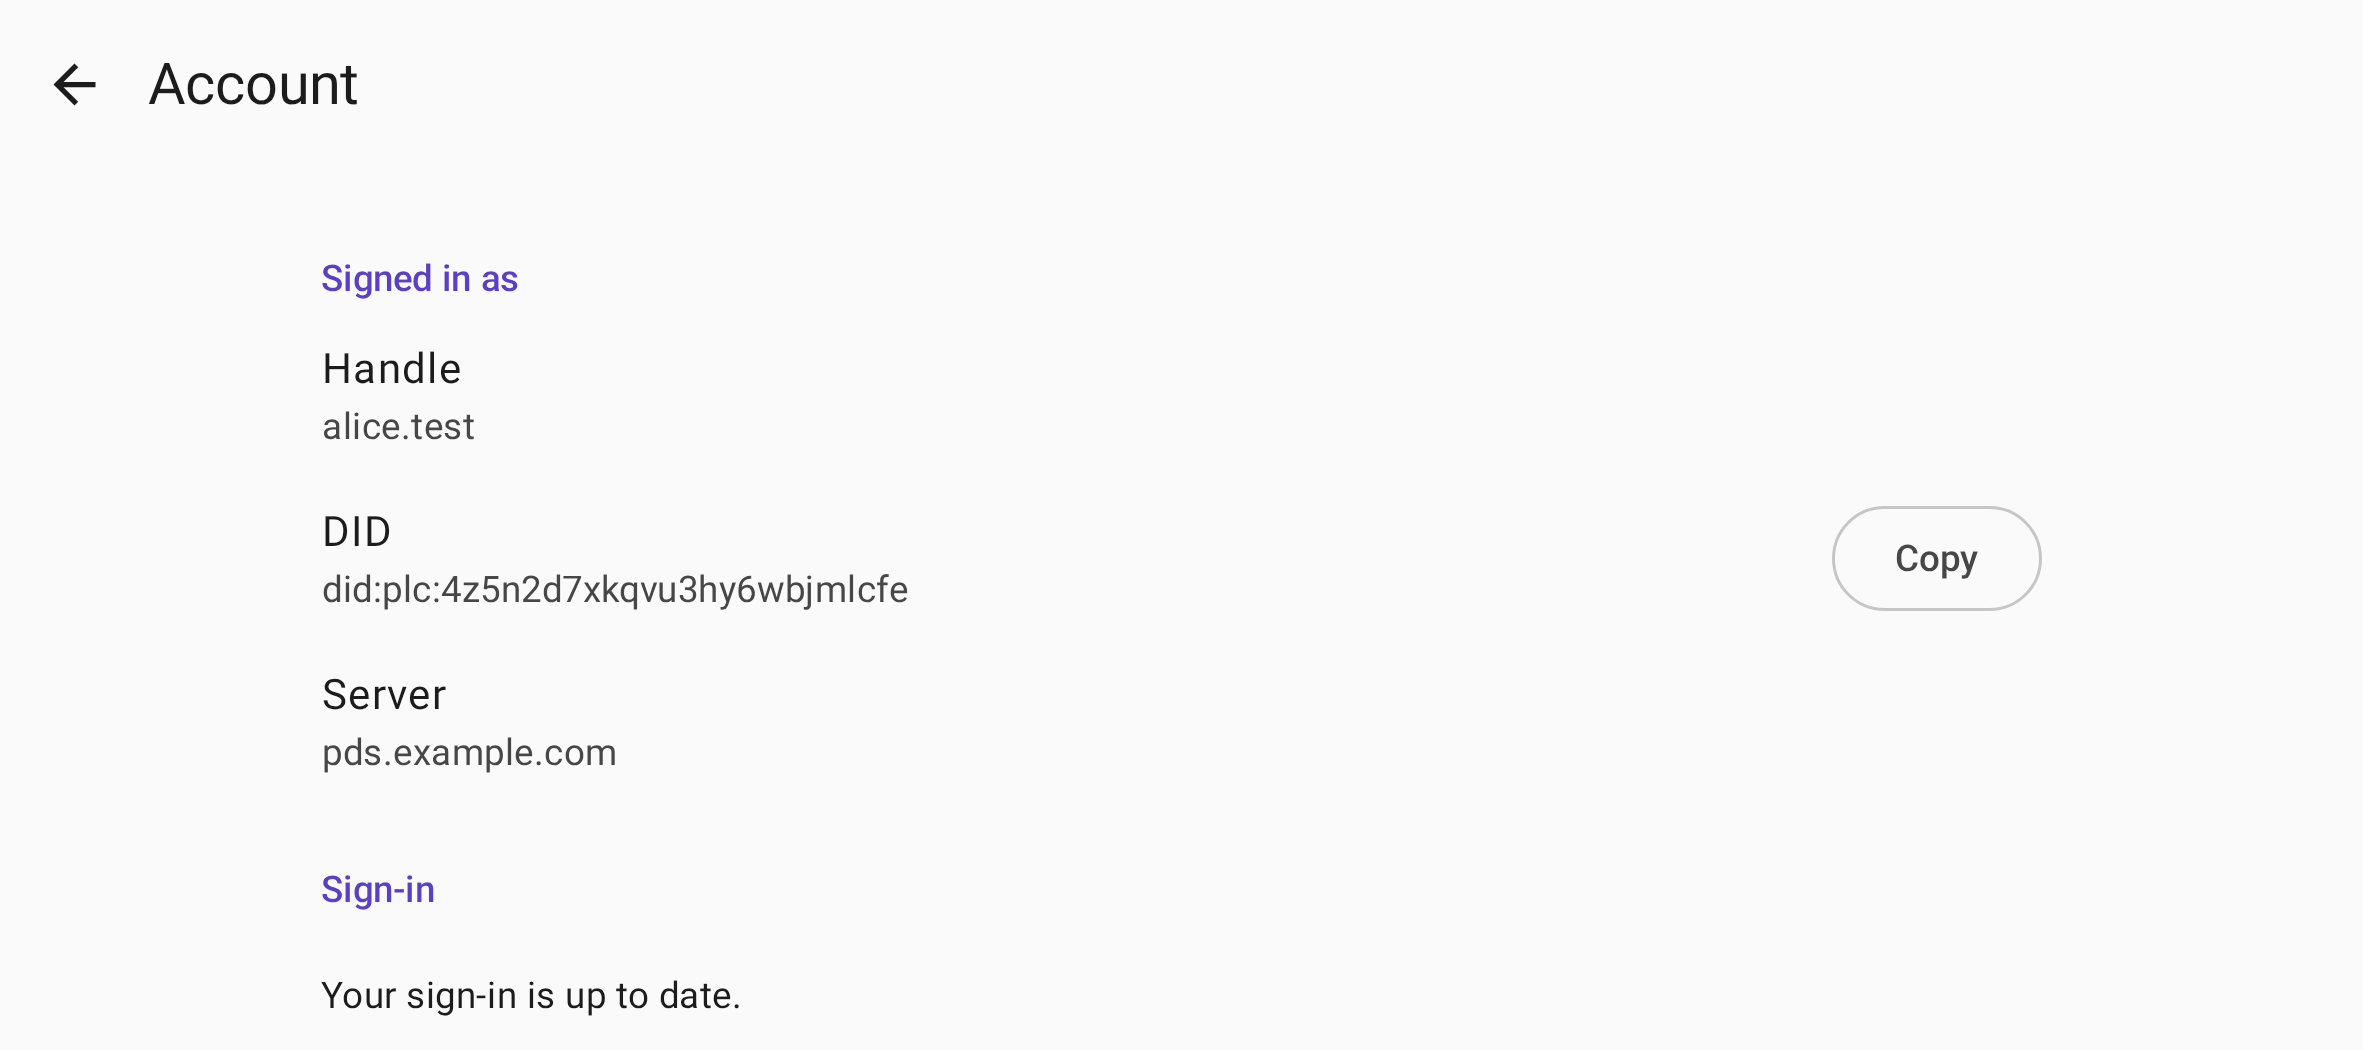 Account
Signed in as
Handle
alice.test
DID
did:plc:4z5n2d7xkqvu3hy6wbjmlcfe
Copy
Server
pds.example.com
Sign-in
Your sign-in is up to date.